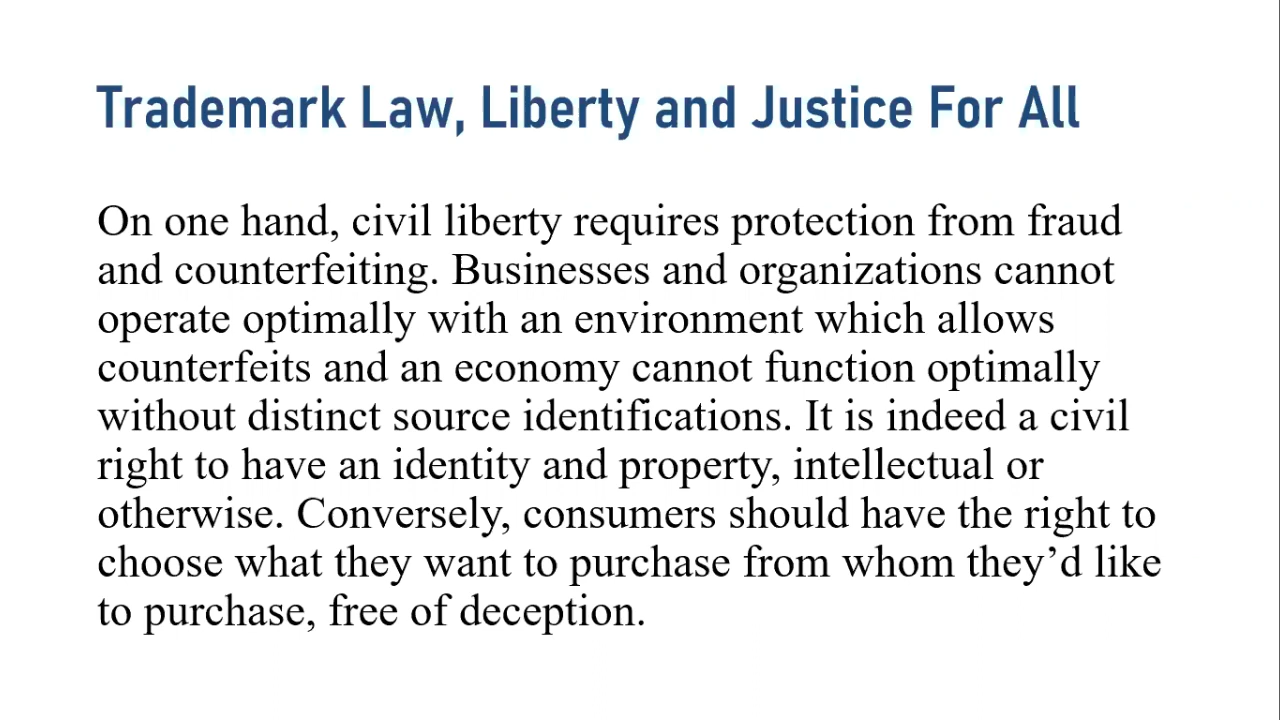 Trademark Law, Liberty and Justice For All
On one hand, civil liberty requires protection from fraud
and counterfeiting. Businesses and organizations cannot
operate optimally with an environment which allows
counterfeits and an economy cannot function optimally
without distinct source identifications. It is indeed a civil
right to have an identity and property, intellectual or
otherwise. Conversely, consumers should have the right to
choose what they want to purchase from whom they’d like
to purchase, free of deception.